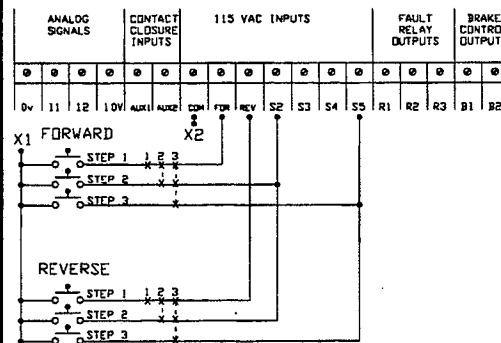 ANALOG SIGNALS
CONTACT CLOSURE INPUTS
115 VAC INPUTS
FAULT RELAY OUTPUTS
BRAKE CONTRO OUTPUT
0v I1 I2 10V AUX1 AUX2 COM FOR REV S2 S3 S4 S5 R1 R2 R3 B1 B2
X1 FORWARD X2
STEP 1 1 2 3
STEP 2
STEP 3
REVERSE
STEP 1 1 2 3
STEP 2
STEP 3